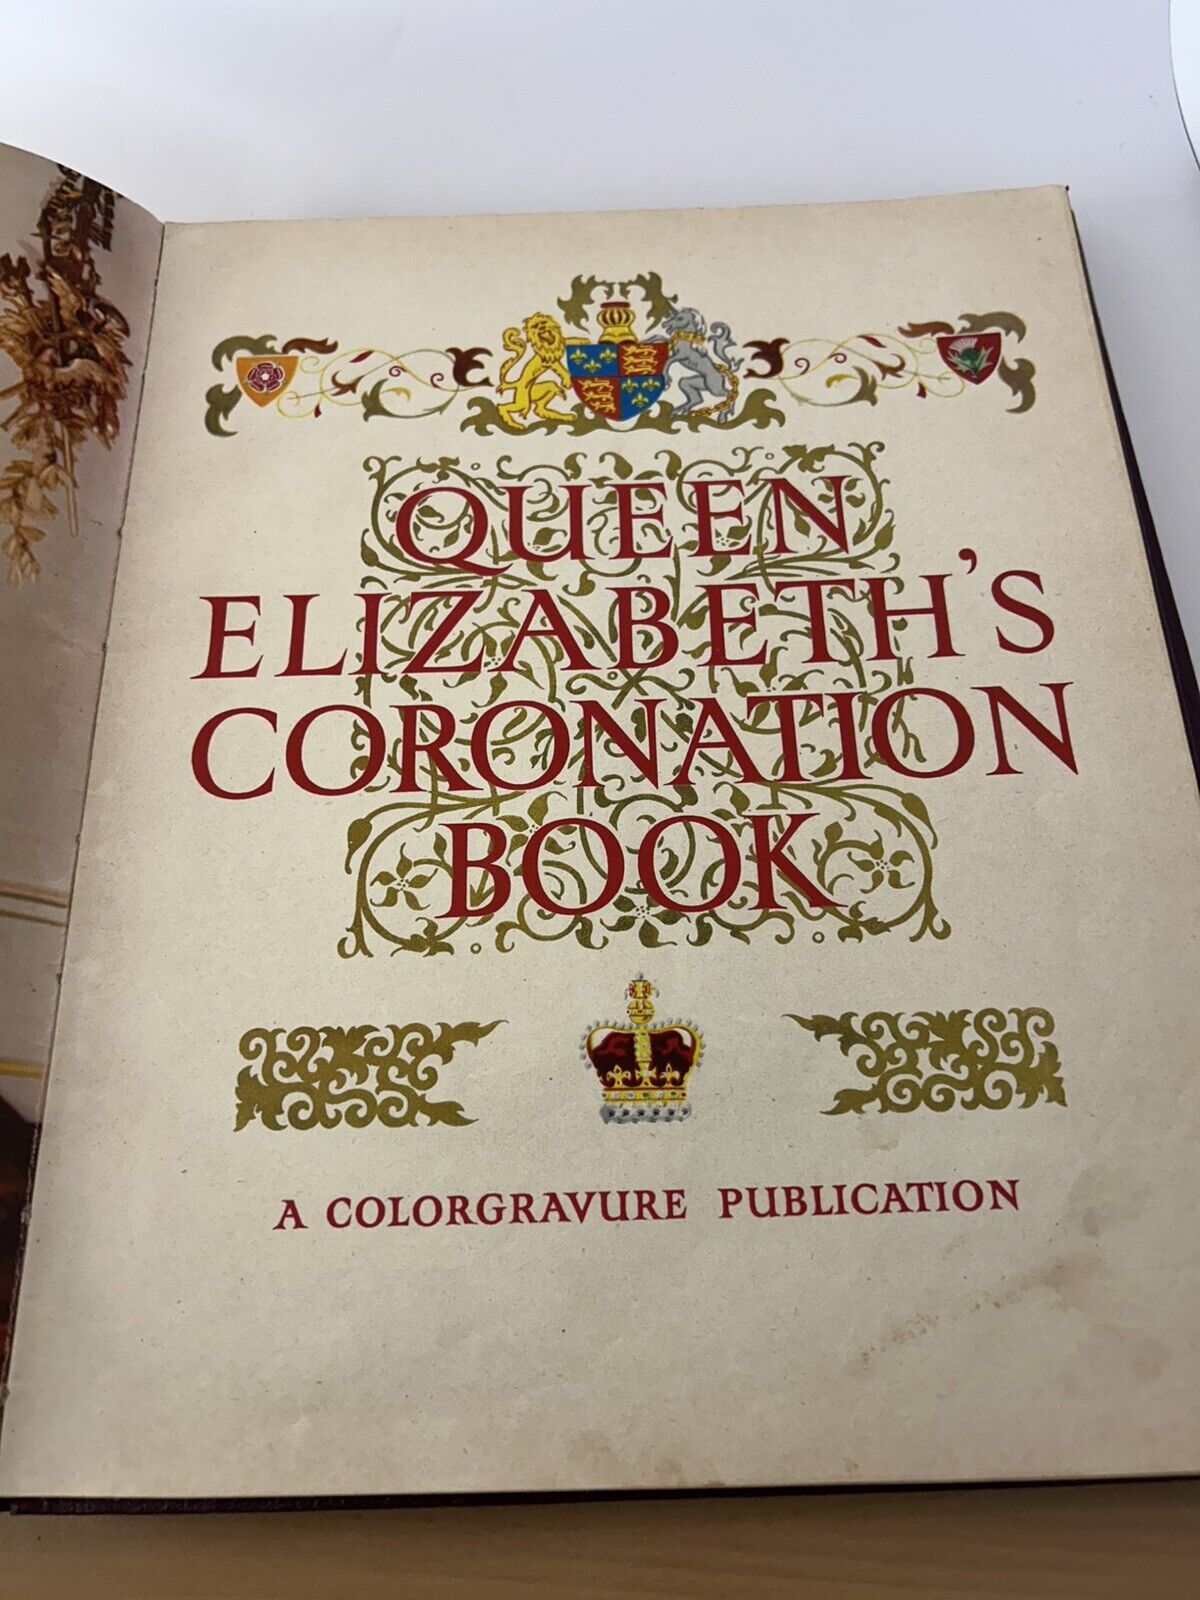 QUEEN
ELIZABETH'S
CORONATION
BOOK
A COLORGRAVURE PUBLICATION